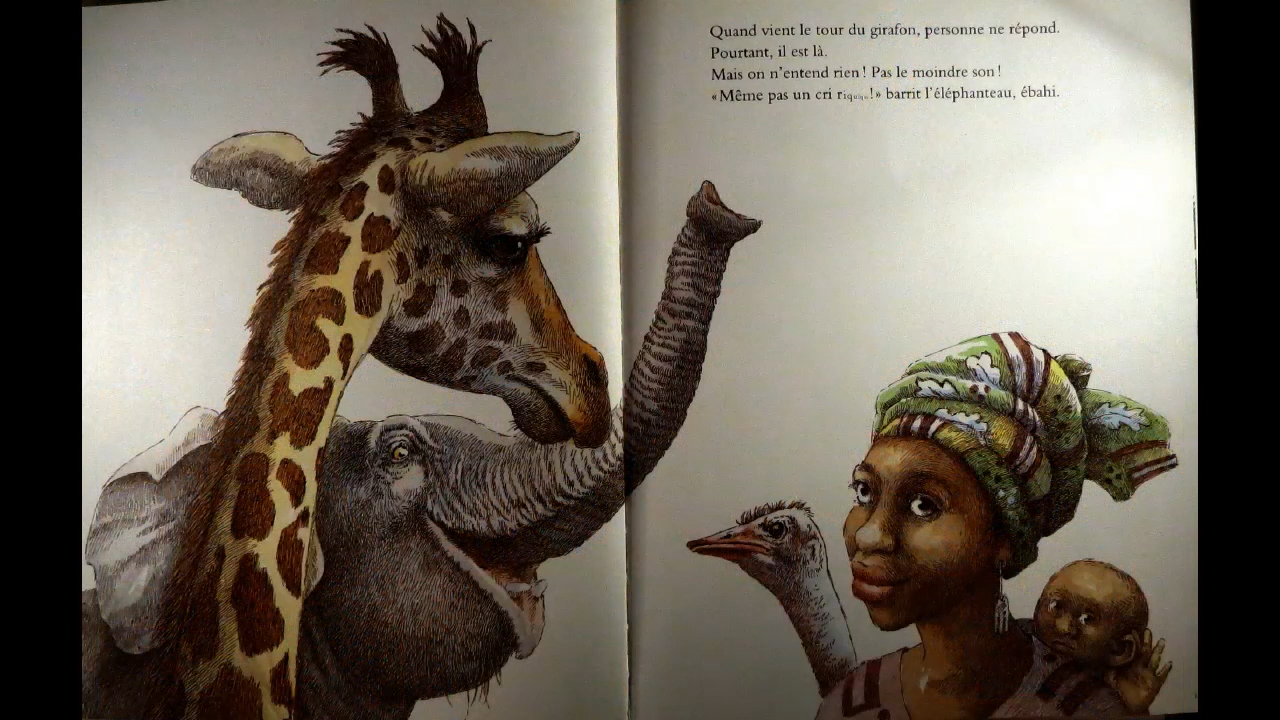 Quand vient le tour du girafon, personne ne répond.
Pourtant, il est là.
Mais on n'entend rien ! Pas le moindre son !
« Même pas un cri riquiqui ! » barrit l'éléphanteau, ébahi.